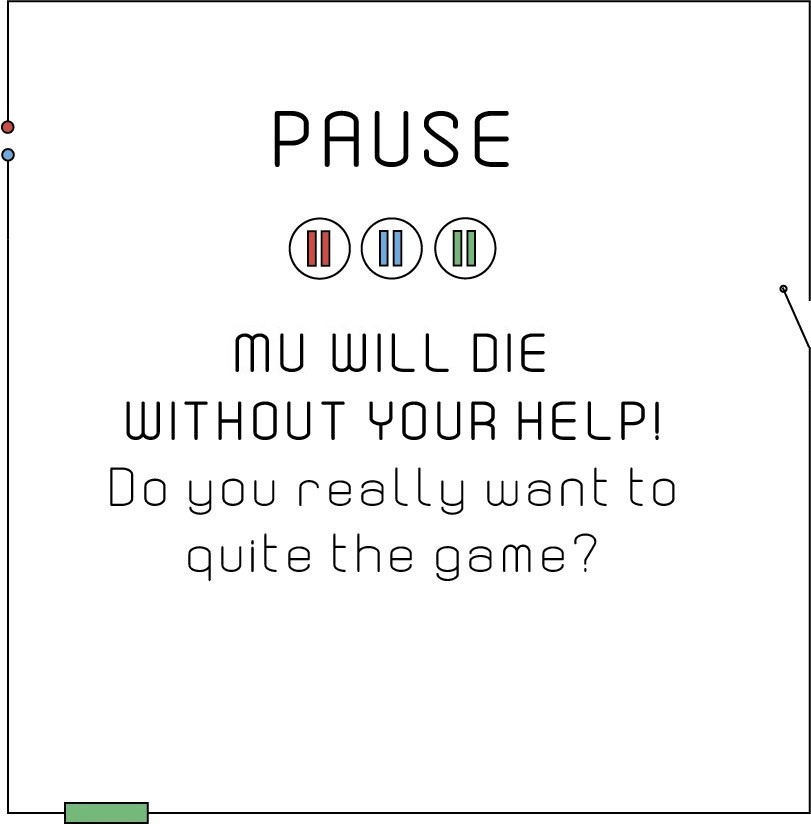 PAUSE
MU WILL DIE
WITHOUT YOUR HELP!
Do you really want to
quite the game?